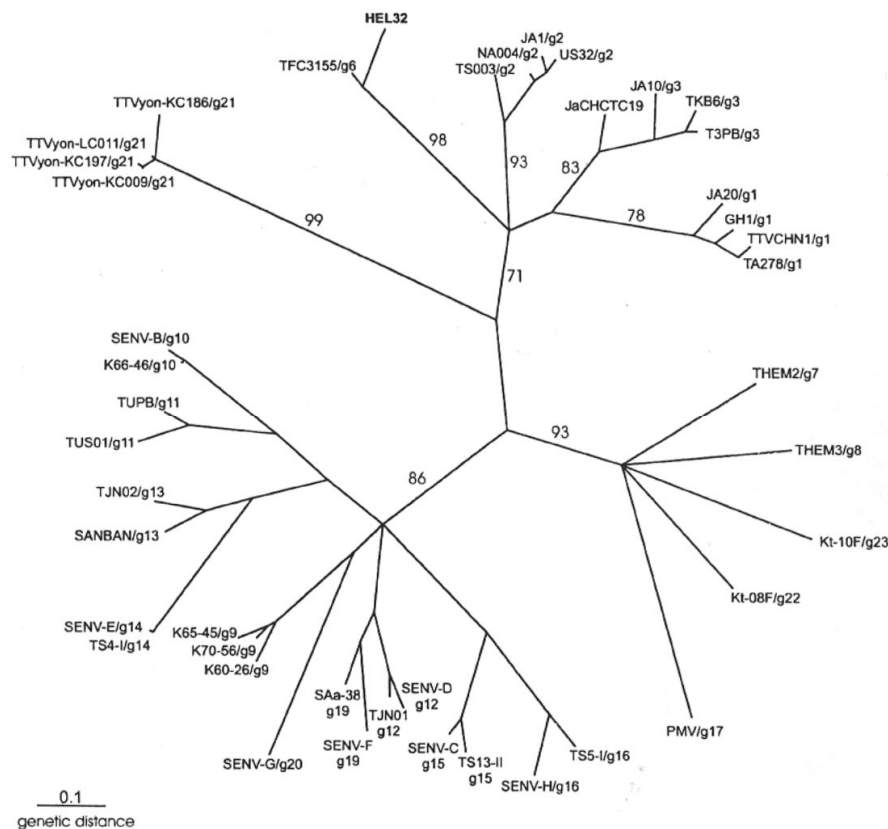 HEL32
JA1/g2
NA004/g2
US32/g2
TFC3155/g6
TS003/g2
JA10/g3
TTVyon-KC186/g21
JaCHCTC19
TKB6/g3
T3PB/g3
98
TTVyon-LC011/g21
TTVyon-KC197/g21
TTVyon-KC009/g21
93
83
JA20/g1
78
GH1/g1
99
TTVCHN1/g1
TA278/g1
71
SENV-B/g10
K66-46/g10
THEM2/g7
TUPB/g11
93
TUS01/g11
THEM3/g8
86
TJN02/g13
SANBAN/g13
Kt-10F/g23
Kt-08F/g22
SENV-E/g14
TS4-I/g14
K65-45/g9
K70-56/g9
K60-26/g9
SAa-38
g19
SENV-D
g12
TJN01
g12
PMV/g17
SENV-F
g19
SENV-C
g15
TS5-I/g16
SENV-G/g20
TS13-II
g15
SENV-H/g16
0.1
genetic distance